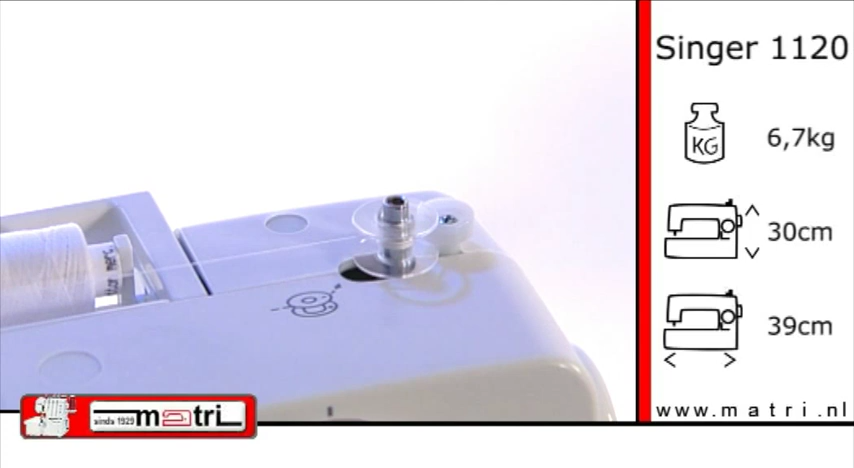 Singer 1120
KG
6,7kg
30cm
39cm
www.matri.nl
sinds 1929
matri